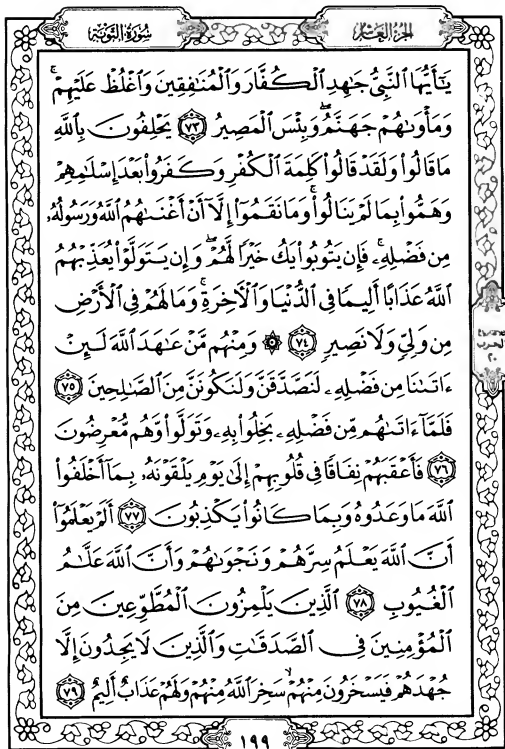 سُورَةُ التَّوْبَةِ
الجُزْءُ العَاشِرُ
يَٰٓأَيُّهَا ٱلنَّبِىُّ جَٰهِدِ ٱلْكُفَّارَ وَٱلْمُنَٰفِقِينَ وَٱغْلُظْ عَلَيْهِمْ ۚ
وَمَأْوَىٰهُمْ جَهَنَّمُ ۖ وَبِئْسَ ٱلْمَصِيرُ ٧٣ يَحْلِفُونَ بِٱللَّهِ
مَا قَالُوا۟ وَلَقَدْ قَالُوا۟ كَلِمَةَ ٱلْكُفْرِ وَكَفَرُوا۟ بَعْدَ إِسْلَٰمِهِمْ
وَهَمُّوا۟ بِمَا لَمْ يَنَالُوا۟ ۚ وَمَا نَقَمُوٓا۟ إِلَّآ أَنْ أَغْنَىٰهُمُ ٱللَّهُ وَرَسُولُهُۥ
مِن فَضْلِهِۦ ۚ فَإِن يَتُوبُوا۟ يَكُ خَيْرًا لَّهُمْ ۖ وَإِن يَتَوَلَّوْا۟ يُعَذِّبْهُمُ
ٱللَّهُ عَذَابًا أَلِيمًا فِى ٱلدُّنْيَا وَٱلْءَاخِرَةِ ۚ وَمَا لَهُمْ فِى ٱلْأَرْضِ
مِن وَلِىٍّ وَلَا نَصِيرٍ ٧٤ ۞ وَمِنْهُم مَّنْ عَٰهَدَ ٱللَّهَ لَئِنْ
ءَاتَىٰنَا مِن فَضْلِهِۦ لَنَصَّدَّقَنَّ وَلَنَكُونَنَّ مِنَ ٱلصَّٰلِحِينَ ٧٥
فَلَمَّآ ءَاتَىٰهُم مِّن فَضْلِهِۦ بَخِلُوا۟ بِهِۦ وَتَوَلَّوا۟ وَّهُم مُّعْرِضُونَ
٧٦ فَأَعْقَبَهُمْ نِفَاقًا فِى قُلُوبِهِمْ إِلَىٰ يَوْمِ يَلْقَوْنَهُۥ بِمَآ أَخْلَفُوا۟
ٱللَّهَ مَا وَعَدُوهُ وَبِمَا كَانُوا۟ يَكْذِبُونَ ٧٧ أَلَمْ يَعْلَمُوٓا۟
أَنَّ ٱللَّهَ يَعْلَمُ سِرَّهُمْ وَنَجْوَىٰهُمْ وَأَنَّ ٱللَّهَ عَلَّٰمُ
ٱلْغُيُوبِ ٧٨ ٱلَّذِينَ يَلْمِزُونَ ٱلْمُطَّوِّعِينَ مِنَ
ٱلْمُؤْمِنِينَ فِى ٱلصَّدَقَٰتِ وَٱلَّذِينَ لَا يَجِدُونَ إِلَّا
جُهْدَهُمْ فَيَسْخَرُونَ مِنْهُمْ ۙ سَخِرَ ٱللَّهُ مِنْهُمْ وَلَهُمْ عَذَابٌ أَلِيمٌ ٧٩
الحزب
٢٠
١٩٩